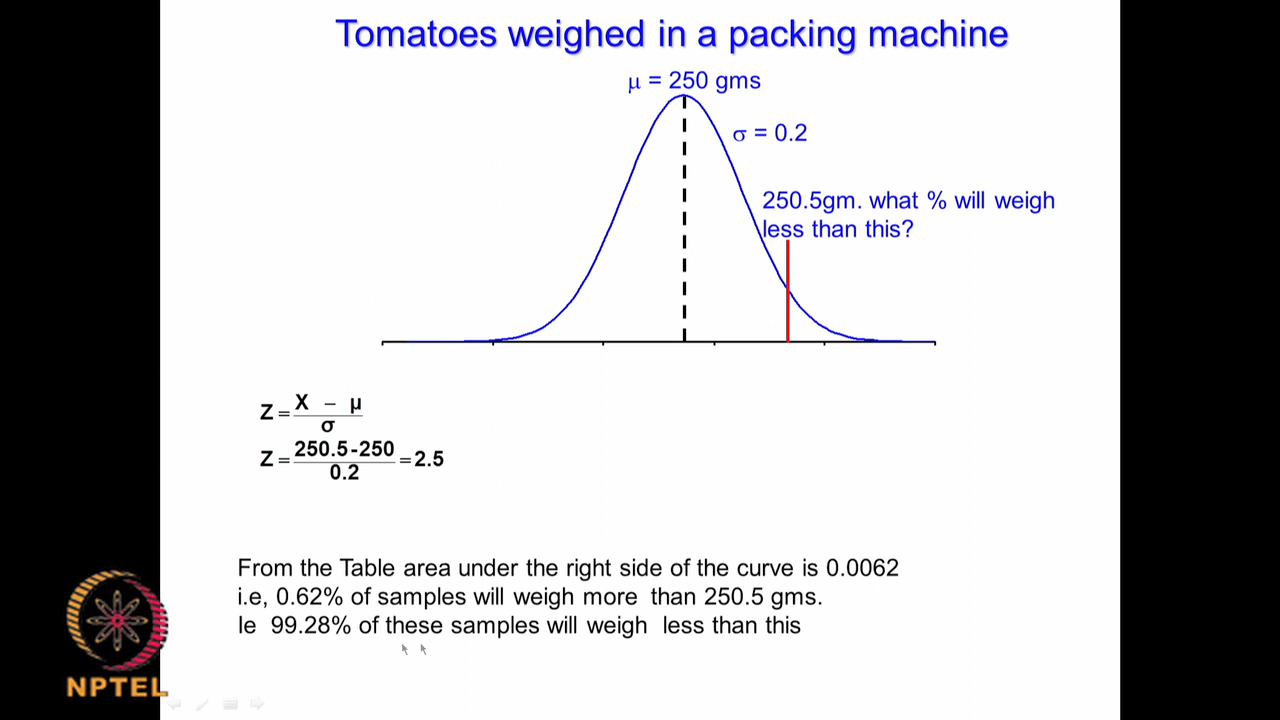 Tomatoes weighed in a packing machine
μ = 250 gms
σ = 0.2
250.5gm. what % will weigh
less than this?
Z = X − μ / σ
Z = 250.5-250 / 0.2 = 2.5
From the Table area under the right side of the curve is 0.0062
i.e, 0.62% of samples will weigh more than 250.5 gms.
Ie 99.28% of these samples will weigh less than this
NPTEL